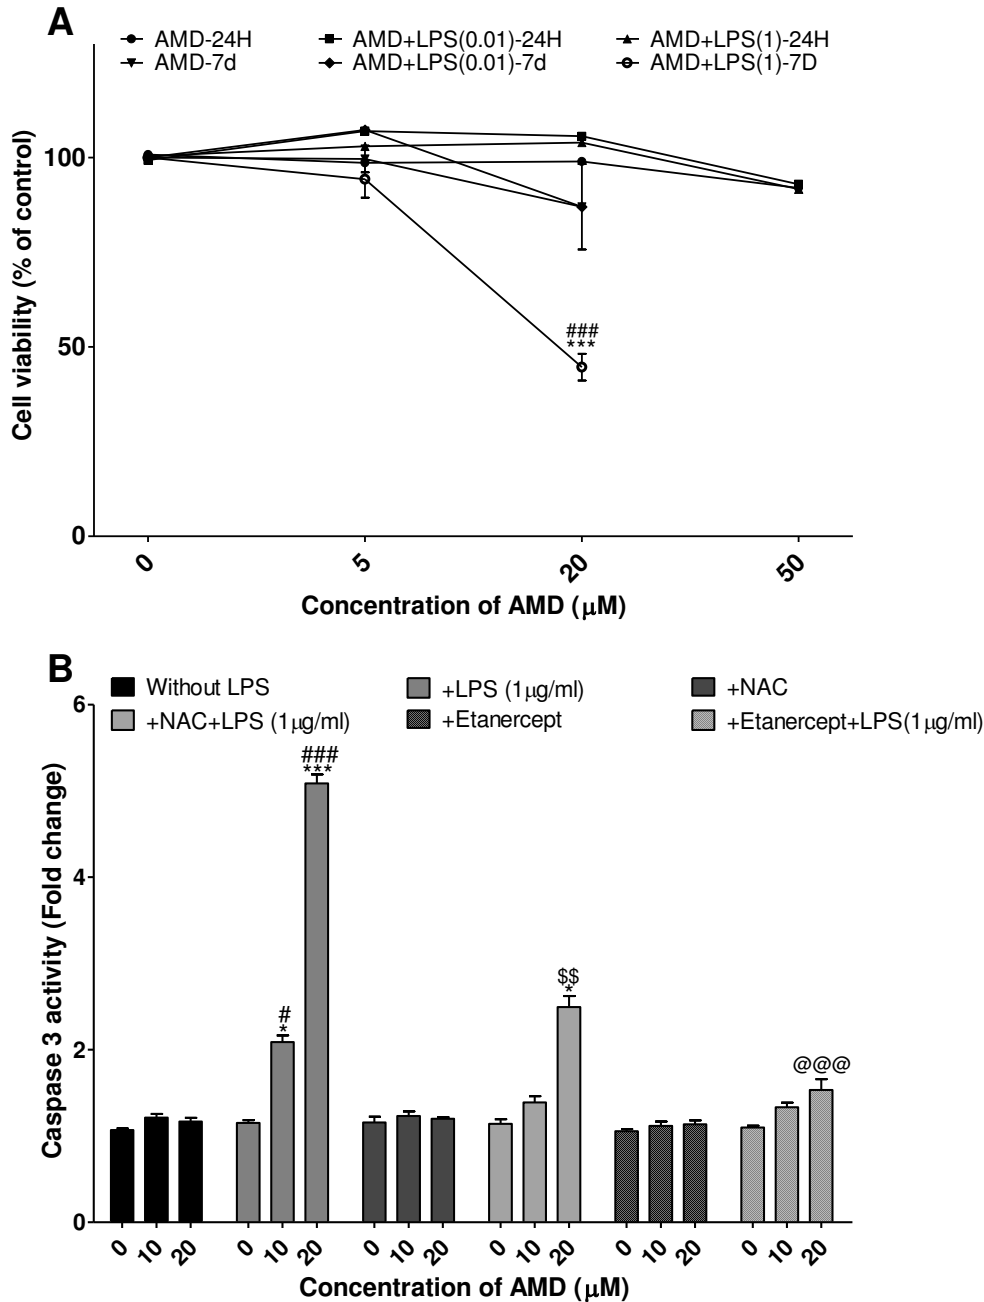 A
AMD-24H AMD+LPS(0.01)-24H AMD+LPS(1)-24H
AMD-7d AMD+LPS(0.01)-7d AMD+LPS(1)-7D
Cell viability (% of control)
100
50
0
###
***
0 5 20 50
Concentration of AMD (μM)
B
Without LPS +LPS (1μg/ml) +NAC
+NAC+LPS (1μg/ml) +Etanercept +Etanercept+LPS(1μg/ml)
Caspase 3 activity (Fold change)
6
4
2
0
###
***
#
*
$$
*
@@@
0 10 20 0 10 20 0 10 20 0 10 20 0 10 20 0 10 20
Concentration of AMD (μM)